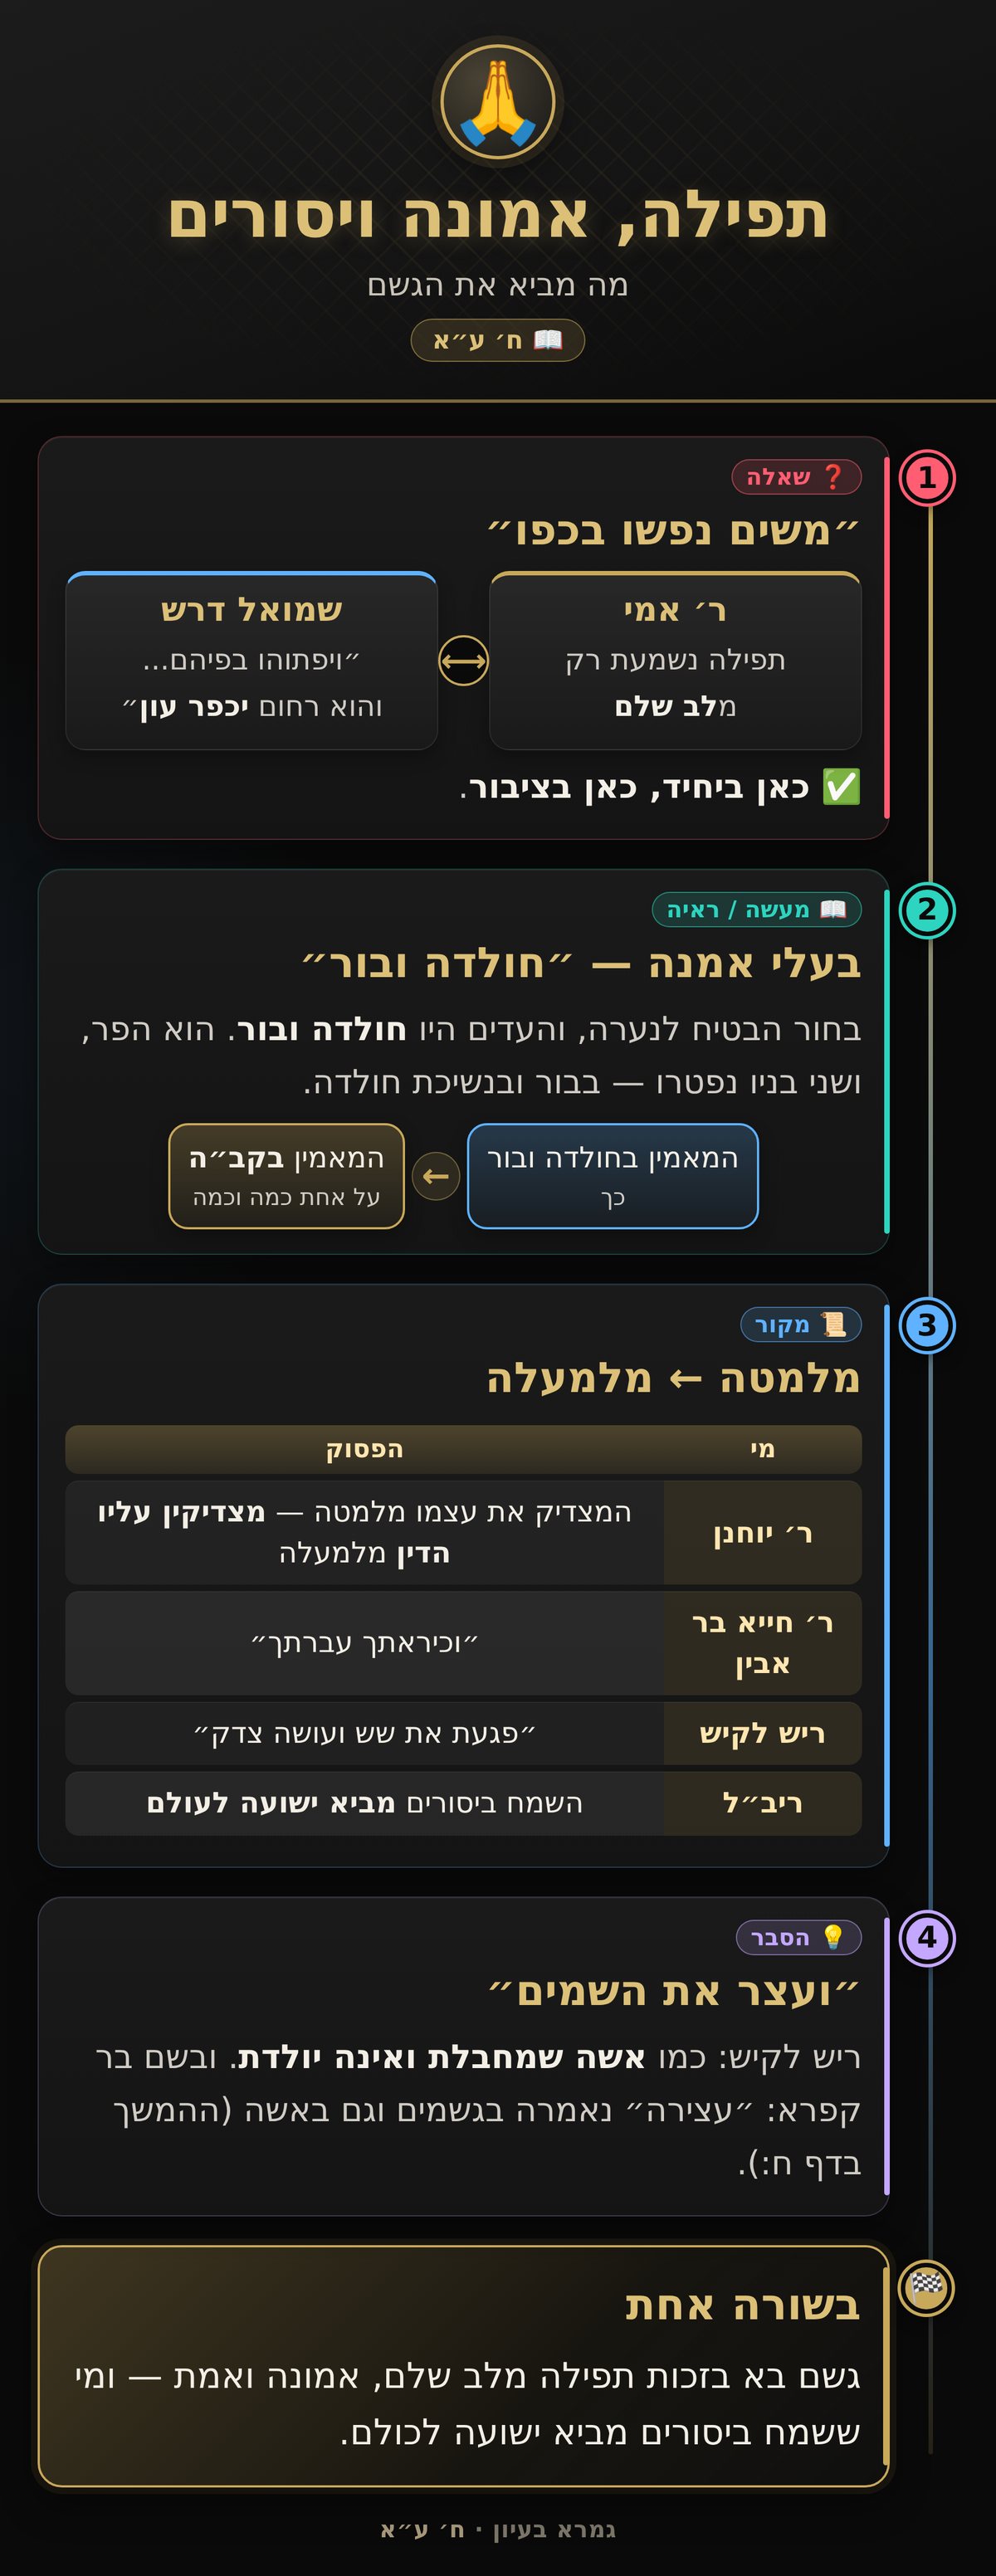 תפילה, אמונה ויסורים
מה מביא את הגשם
📖 ח׳ ע״א
1
❓ שאלה
״משים נפשו בכפו״
ר׳ אמי
תפילה נשמעת רק
מלב שלם
⟷
שמואל דרש
״ויפתוהו בפיהם...
והוא רחום יכפר עון״
✅ כאן ביחיד, כאן בציבור.
2
📖 מעשה / ראיה
בעלי אמנה — ״חולדה ובור״
בחור הבטיח לנערה, והעדים היו חולדה ובור. הוא הפר,
ושני בניו נפטרו — בבור ובנשיכת חולדה.
המאמין בחולדה ובור
כך
←
המאמין בקב״ה
על אחת כמה וכמה
3
📜 מקור
מלמטה ← מלמעלה
מי
הפסוק
ר׳ יוחנן
המצדיק את עצמו מלמטה — מצדיקין עליו
הדין מלמעלה
ר׳ חייא בר
אבין
״וכיראתך עברתך״
ריש לקיש
״פגעת את שש ועושה צדק״
ריב״ל
השמח ביסורים מביא ישועה לעולם
4
💡 הסבר
״ועצר את השמים״
ריש לקיש: כמו אשה שמחבלת ואינה יולדת. ובשם בר
קפרא: ״עצירה״ נאמרה בגשמים וגם באשה (ההמשך
בדף ח:).
🏁
בשורה אחת
גשם בא בזכות תפילה מלב שלם, אמונה ואמת — ומי
ששמח ביסורים מביא ישועה לכולם.
גמרא בעיון · ח׳ ע״א